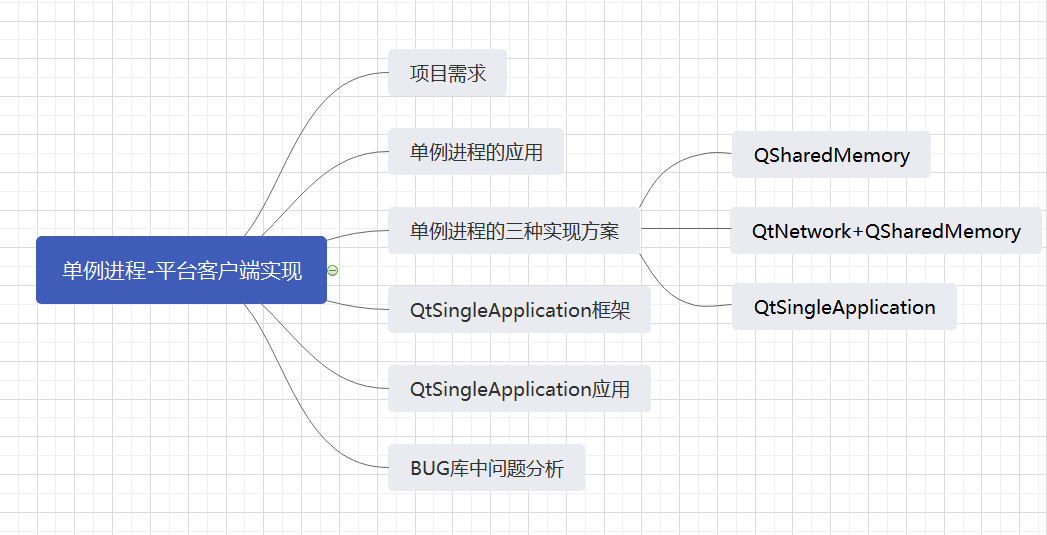 单例进程-平台客户端实现
项目需求
单例进程的应用
单例进程的三种实现方案
QSharedMemory
QtNetwork+QSharedMemory
QtSingleApplication
QtSingleApplication框架
QtSingleApplication应用
BUG库中问题分析